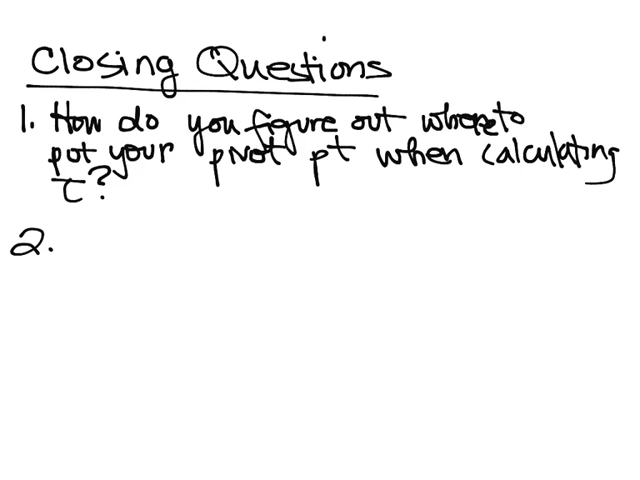 Closing Questions
1. How do you figure out where to
put your pivot pt when calculating
τ?
2.